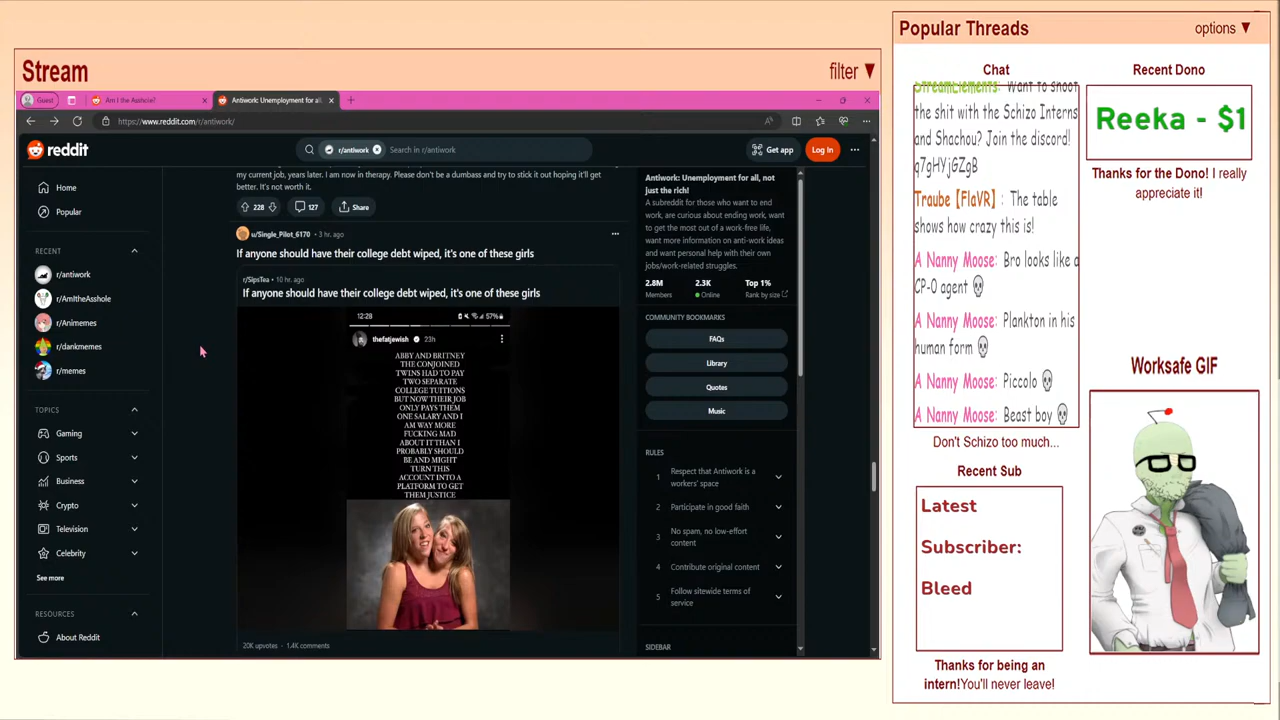 Stream
filter ▼
Guest
Am I the Asshole?
Antiwork: Unemployment for all,
https://www.reddit.com/r/antiwork/
reddit
r/antiwork
Search in r/antiwork
Get app
Log In
Home
Popular
RECENT
r/antiwork
r/AmItheAsshole
r/Animemes
r/dankmemes
r/memes
TOPICS
Gaming
Sports
Business
Crypto
Television
Celebrity
See more
RESOURCES
About Reddit
my current job, years later. I am now in therapy. Please don't be a dumbass and try to stick it out hoping it'll get
better. It's not worth it.
228
127
Share
u/Single_Pilot_6170 • 3 hr. ago
If anyone should have their college debt wiped, it's one of these girls
r/SipsTea • 10 hr. ago
If anyone should have their college debt wiped, it's one of these girls
12:28
57%
thefatjewish
23h
ABBY AND BRITNEY
THE CONJOINED
TWINS HAD TO PAY
TWO SEPARATE
COLLEGE TUITIONS
BUT NOW THEIR JOB
ONLY PAYS THEM
ONE SALARY AND I
AM WAY MORE
FUCKING MAD
ABOUT IT THAN I
PROBABLY SHOULD
BE AND MIGHT
TURN THIS
ACCOUNT INTO A
PLATFORM TO GET
THEM JUSTICE
20K upvotes · 1.4K comments
Antiwork: Unemployment for all, not
just the rich!
A subreddit for those who want to end
work, are curious about ending work, want
to get the most out of a work-free life,
want more information on anti-work ideas
and want personal help with their own
jobs/work-related struggles.
2.8M
Members
2.3K
Online
Top 1%
Rank by size
COMMUNITY BOOKMARKS
FAQs
Library
Quotes
Music
RULES
1 Respect that Antiwork is a
workers' space
2 Participate in good faith
3 No spam, no low-effort
content
4 Contribute original content
5 Follow sitewide terms of
service
SIDEBAR
Popular Threads
options ▼
Chat
StreamElements: Want to shoot
the shit with the Schizo Interns
and Shachou? Join the discord!
q7gHYjGZgB
Traube【FlaVR】: The table
shows how crazy this is!
A Nanny Moose: Bro looks like a
CP-0 agent 💀
A Nanny Moose: Plankton in his
human form 💀
A Nanny Moose: Piccolo 💀
A Nanny Moose: Beast boy 💀
Don't Schizo too much...
Recent Sub
Latest
Subscriber:
Bleed
Thanks for being an
intern!You'll never leave!
Recent Dono
Reeka - $1
Thanks for the Dono! I really
appreciate it!
Worksafe GIF